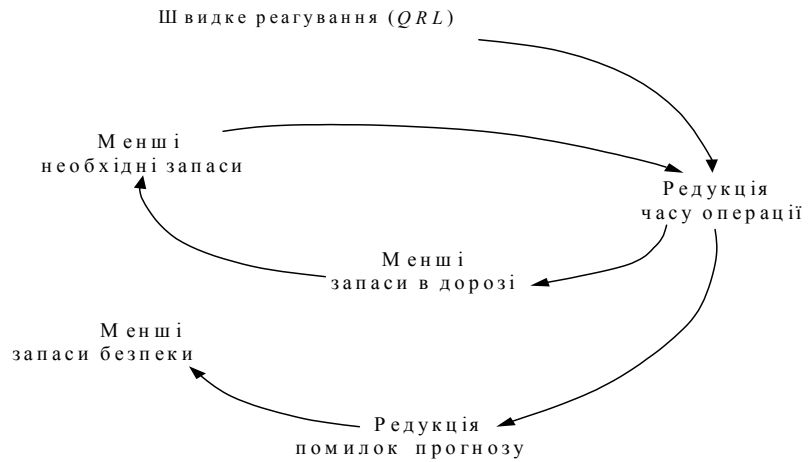 Швидке реагування (QRL)
Менші
необхідні запаси
Редукція
часу операції
Менші
запаси в дорозі
Менші
запаси безпеки
Редукція
помилок прогнозу